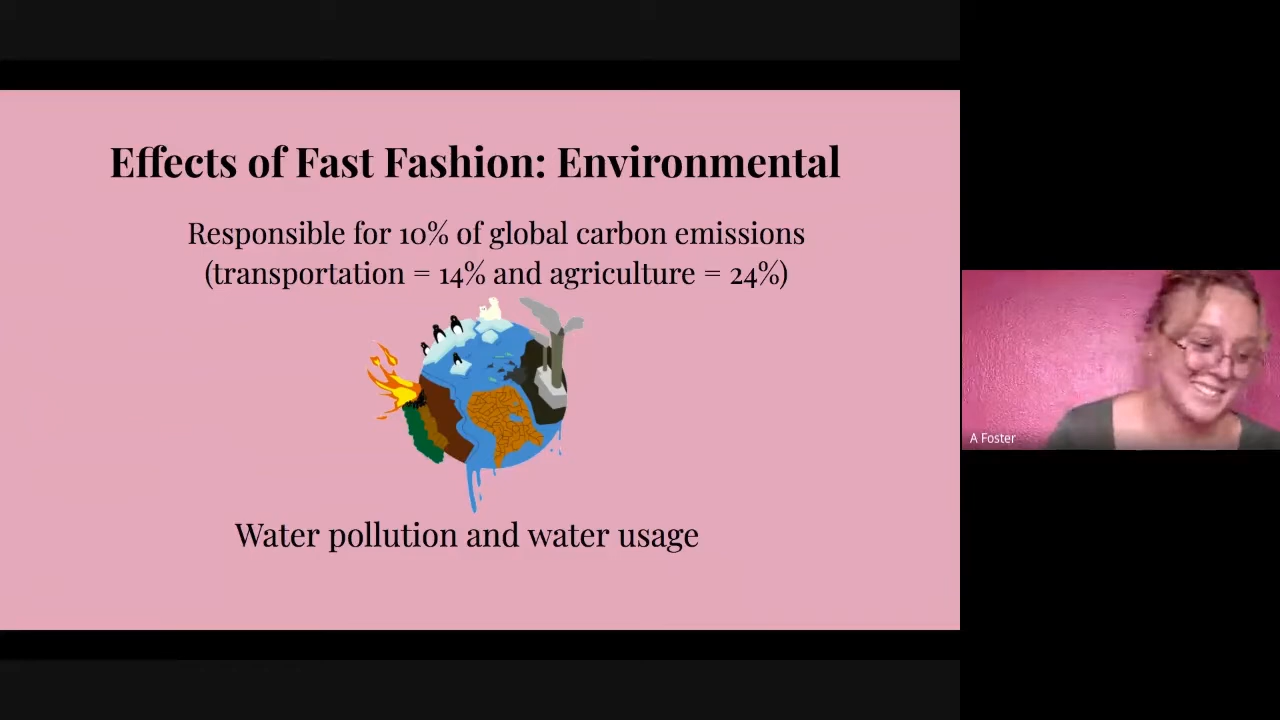 Effects of Fast Fashion: Environmental
Responsible for 10% of global carbon emissions
(transportation = 14% and agriculture = 24%)
Water pollution and water usage
A Foster